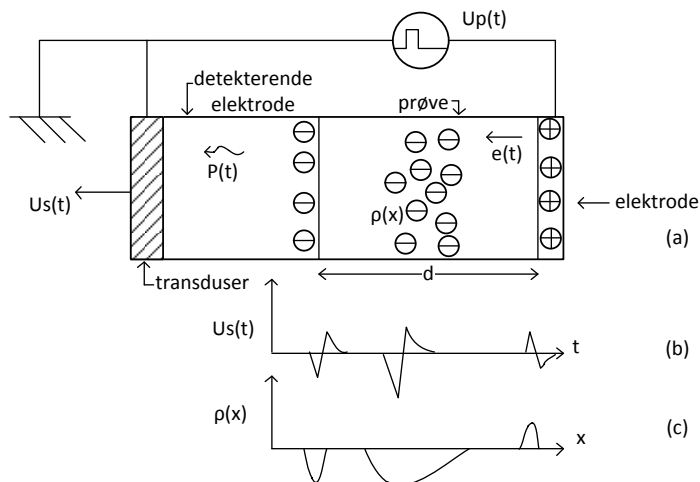 Up(t)
detekterende
elektrode
prøve
P(t)
e(t)
Us(t)
ρ(x)
elektrode
(a)
transduser
d
Us(t)
t
(b)
ρ(x)
x
(c)